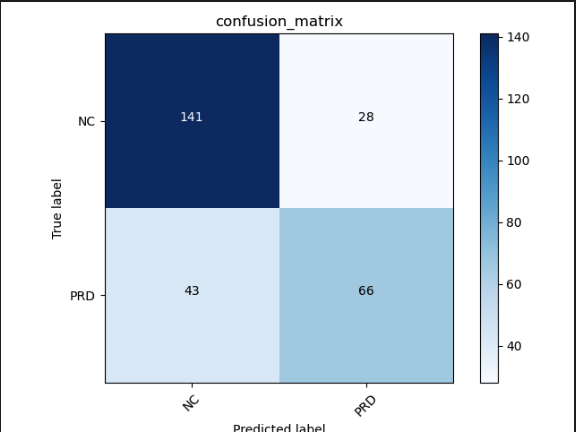 confusion_matrix
140
NC
141
28
120
100
True label
80
PRD
43
66
60
40
NC
PRD
Predicted label